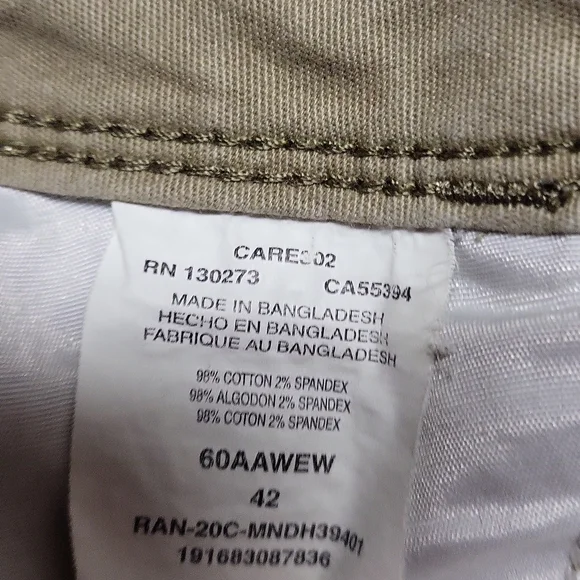 CARE302
RN 130273 CA55394
MADE IN BANGLADESH
HECHO EN BANGLADESH
FABRIQUE AU BANGLADESH
98% COTTON 2% SPANDEX
98% ALGODON 2% SPANDEX
98% COTON 2% SPANDEX
60AAWEW
42
RAN-20C-MNDH39401
191683087836